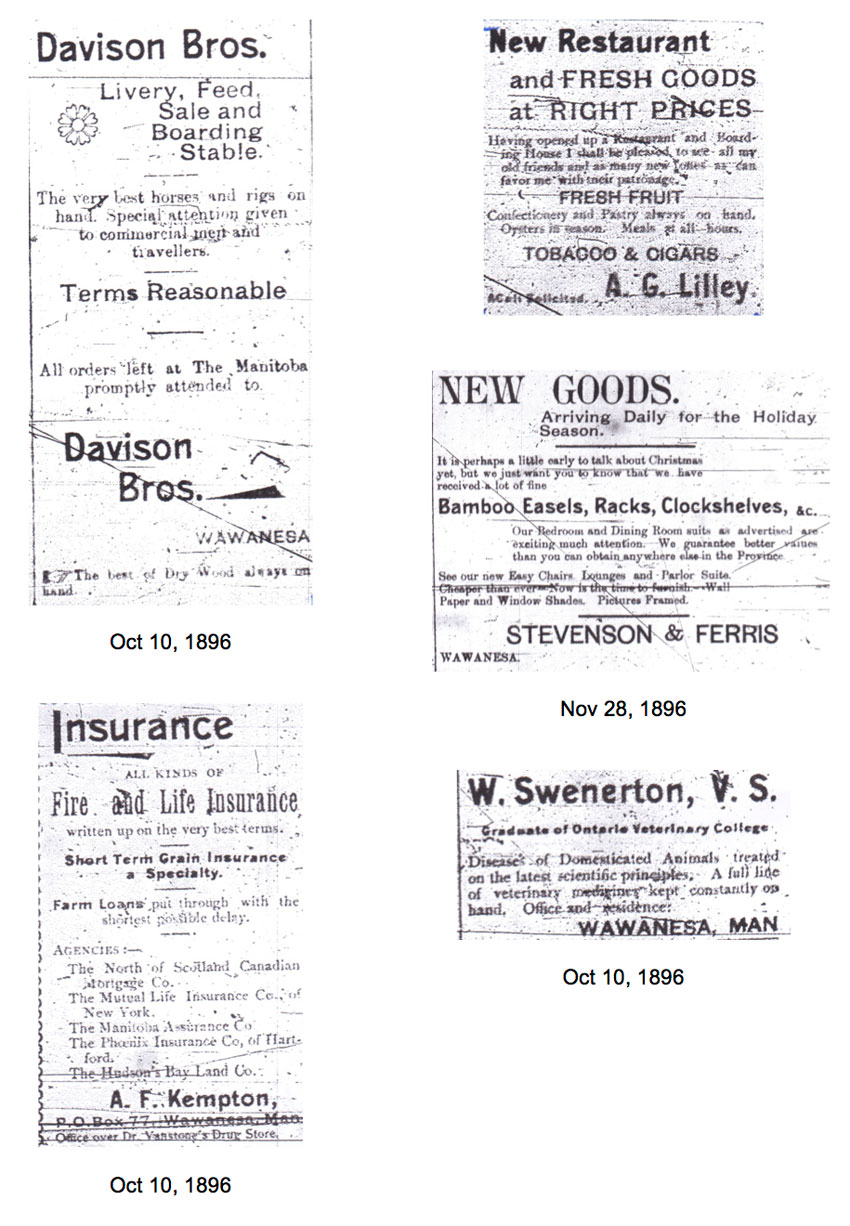 Davison Bros.
Livery, Feed,
Sale and
Boarding
Stable.
The very best horses and rigs on
hand. Special attention given
to commercial men and
travellers.
Terms Reasonable
All orders left at The Manitoba
promptly attended to.
Davison
Bros.
WAWANESA
The best of Dry Wood always on
hand.
Oct 10, 1896
Insurance
ALL KINDS OF
Fire and Life Insurance
written up on the very best terms.
Short Term Grain Insurance
a Specialty.
Farm Loans put through with the
shortest possible delay.
AGENCIES:—
The North of Scotland Canadian
Mortgage Co.
The Mutual Life Insurance Co., of
New York.
The Manitoba Assurance Co
The Phœnix Insurance Co, of Hart-
ford.
The Hudson's Bay Land Co.
A. F. Kempton,
P.O. Box 77, Wawanesa, Man
Office over Dr. Vanstone's Drug Store.
Oct 10, 1896
New Restaurant
and FRESH GOODS
at RIGHT PRICES
Having opened up a Restaurant and Board-
ing House I shall be pleased to see all my
old friends and as many new ones as can
favor me with their patronage.
FRESH FRUIT
Confectionery and Pastry always on hand.
Oysters in season. Meals at all hours.
TOBACCO & CIGARS
A Call Solicited. A. G. Lilley.
NEW GOODS.
Arriving Daily for the Holiday
Season.
It is perhaps a little early to talk about Christmas
yet, but we just want you to know that we have
received a lot of fine
Bamboo Easels, Racks, Clockshelves, &c.
Our Bedroom and Dining Room suits as advertised are
exciting much attention. We guarantee better values
than you can obtain anywhere else in the Province
See our new Easy Chairs Lounges and Parlor Suite.
Cheaper than ever Now is the time to furnish. Wall
Paper and Window Shades. Pictures Framed.
STEVENSON & FERRIS
WAWANESA.
Nov 28, 1896
W. Swenerton, V. S.
Graduate of Ontario Veterinary College
Diseases of Domesticated Animals treated
on the latest scientific principles. A full line
of veterinary medicines kept constantly on
hand. Office and residence:
WAWANESA, MAN
Oct 10, 1896